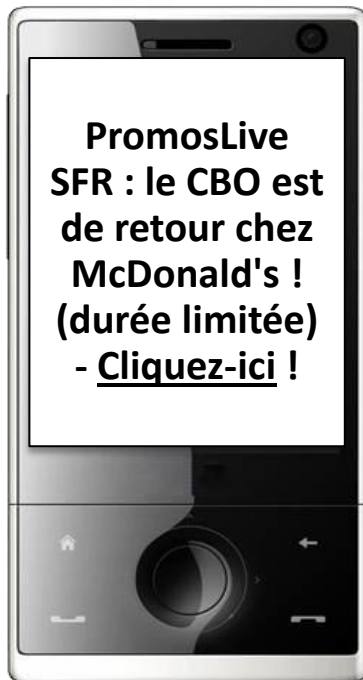 PromosLive
SFR : le CBO est
de retour chez
McDonald's !
(durée limitée)
- Cliquez-ici !